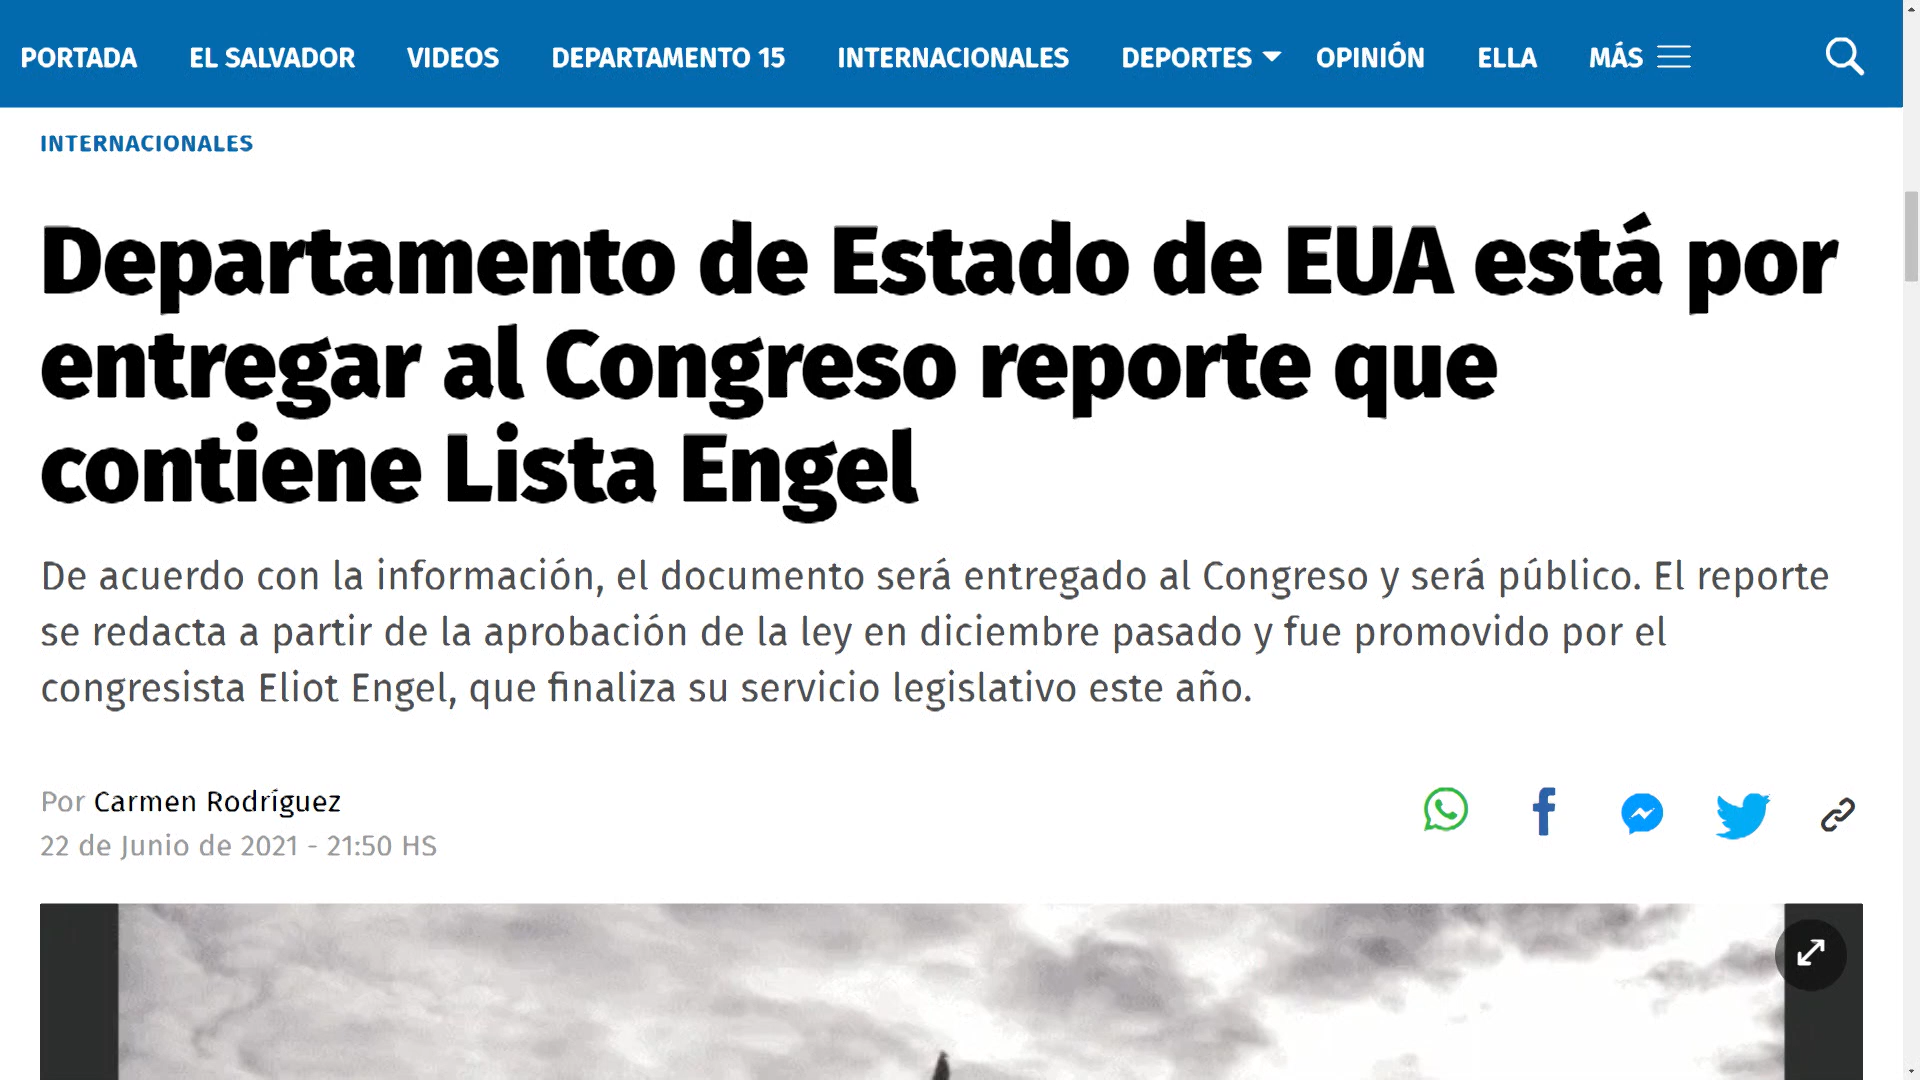 PORTADA EL SALVADOR VIDEOS DEPARTAMENTO 15 INTERNACIONALES DEPORTES OPINIÓN ELLA MÁS
INTERNACIONALES
Departamento de Estado de EUA está por
entregar al Congreso reporte que
contiene Lista Engel
De acuerdo con la información, el documento será entregado al Congreso y será público. El reporte
se redacta a partir de la aprobación de la ley en diciembre pasado y fue promovido por el
congresista Eliot Engel, que finaliza su servicio legislativo este año.
Por Carmen Rodríguez
22 de Junio de 2021 - 21:50 HS